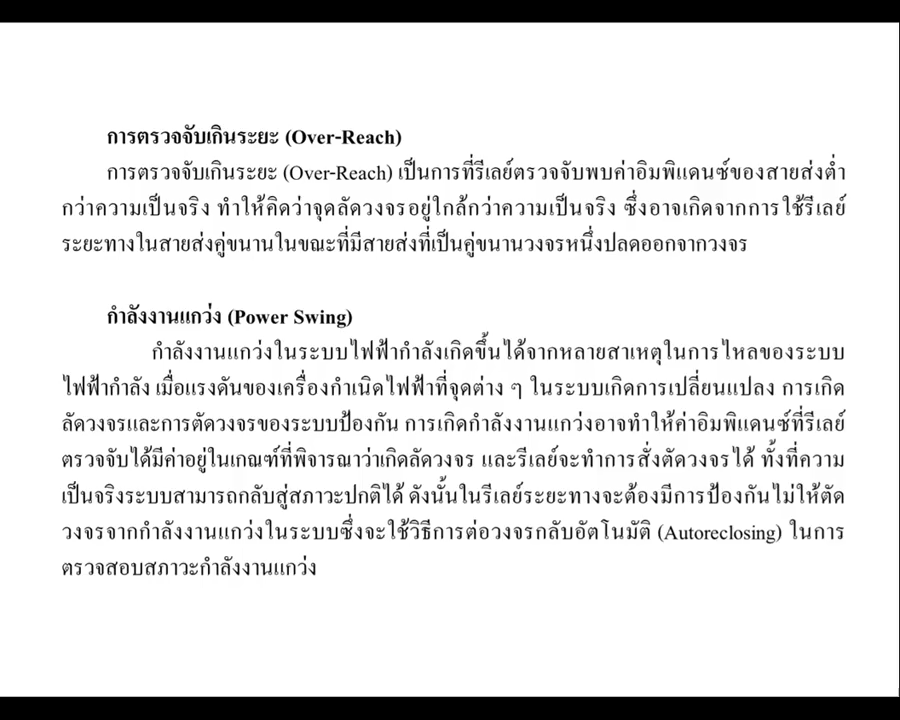 การตรวจจับเกินระยะ (Over-Reach)
การตรวจจับเกินระยะ (Over-Reach) เป็นการที่รีเลย์ตรวจจับพบค่าอิมพิแดนซ์ของสายส่งต่ำ
กว่าความเป็นจริง ทำให้คิดว่าจุดลัดวงจรอยู่ใกล้กว่าความเป็นจริง ซึ่งอาจเกิดจากการใช้รีเลย์
ระยะทางในสายส่งคู่ขนานในขณะที่มีสายส่งที่เป็นคู่ขนานวงจรหนึ่งปลดออกจากวงจร
กำลังงานแกว่ง (Power Swing)
กำลังงานแกว่งในระบบไฟฟ้ากำลังเกิดขึ้นได้จากหลายสาเหตุในการไหลของระบบ
ไฟฟ้ากำลัง เมื่อแรงดันของเครื่องกำเนิดไฟฟ้าที่จุดต่าง ๆ ในระบบเกิดการเปลี่ยนแปลง การเกิด
ลัดวงจรและการตัดวงจรของระบบป้องกัน การเกิดกำลังงานแกว่งอาจทำให้ค่าอิมพิแดนซ์ที่รีเลย์
ตรวจจับได้มีค่าอยู่ในเกณฑ์ที่พิจารณาว่าเกิดลัดวงจร และรีเลย์จะทำการสั่งตัดวงจรได้ ทั้งที่ความ
เป็นจริงระบบสามารถกลับสู่สภาวะปกติได้ ดังนั้นในรีเลย์ระยะทางจะต้องมีการป้องกันไม่ให้ตัด
วงจรจากกำลังงานแกว่งในระบบซึ่งจะใช้วิธีการต่อวงจรกลับอัตโนมัติ (Autoreclosing) ในการ
ตรวจสอบสภาวะกำลังงานแกว่ง